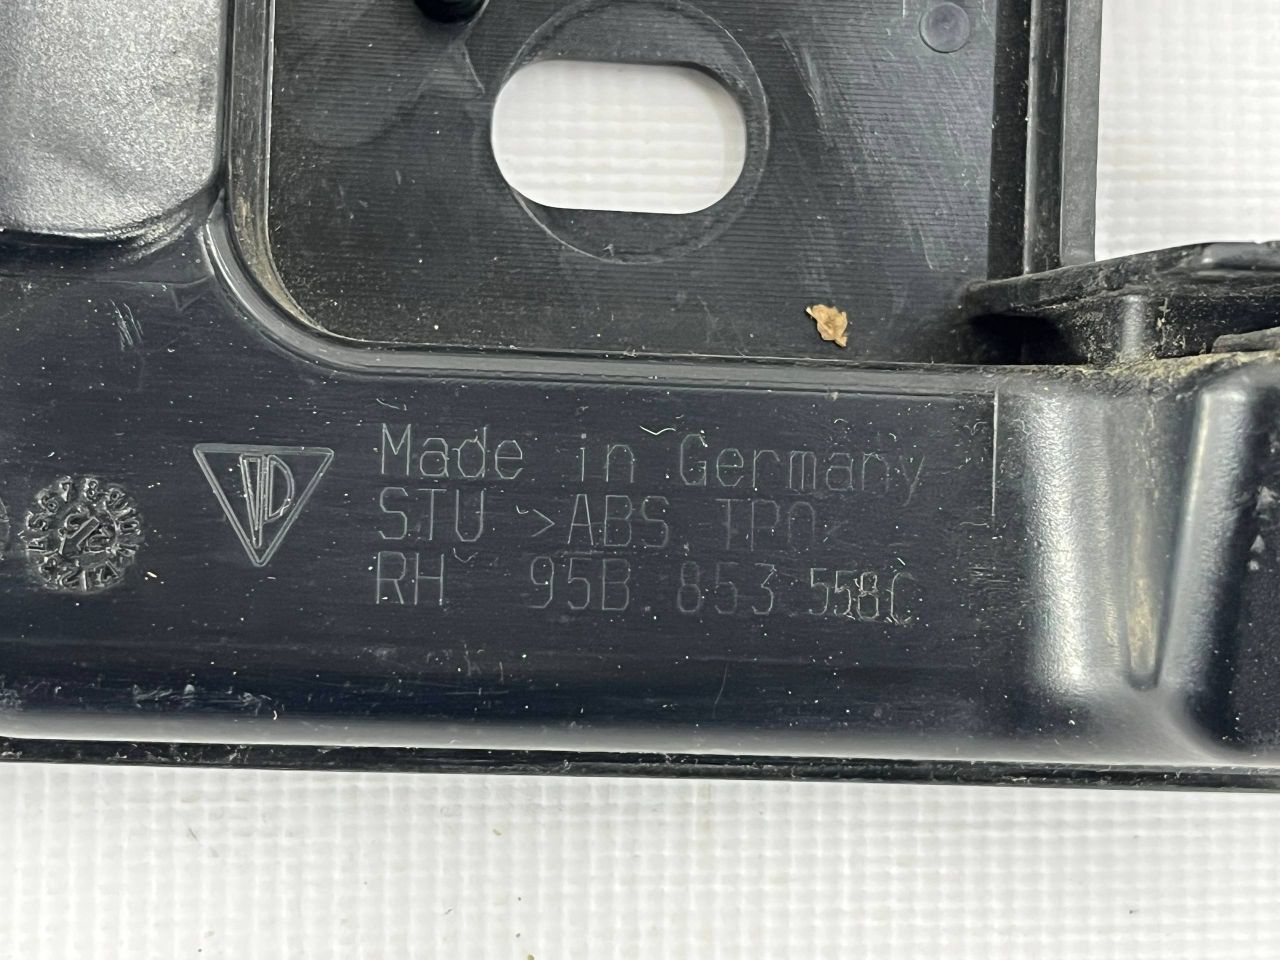 Made in Germany
STU >ABS TPO<
RH 95B.853 558C